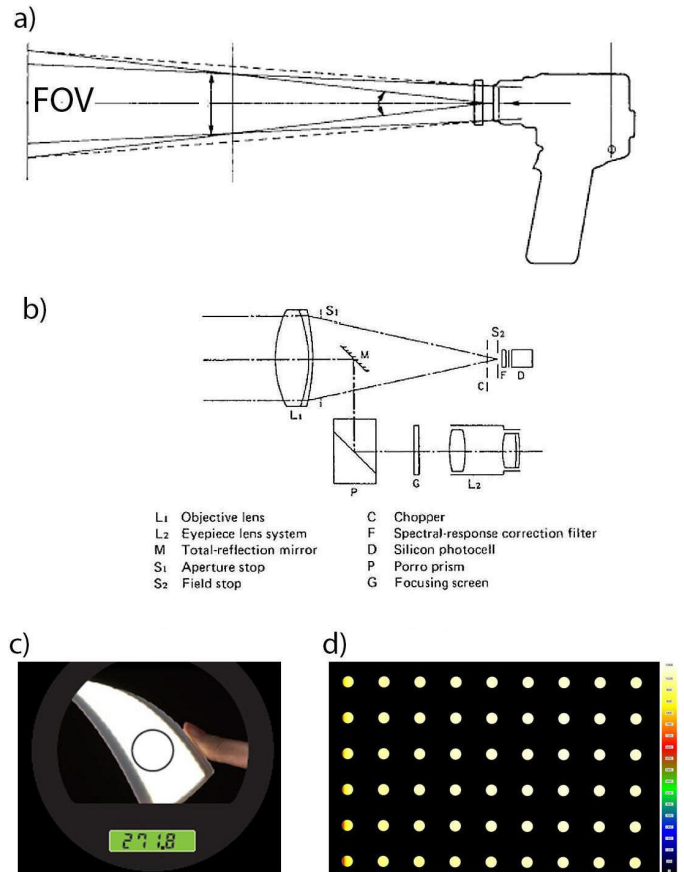 a)
FOV
b)
S1
S2
M
L1
C
F
D
P
G
L2
L1 Objective lens
L2 Eyepiece lens system
M Total-reflection mirror
S1 Aperture stop
S2 Field stop
C Chopper
F Spectral-response correction filter
D Silicon photocell
P Porro prism
G Focusing screen
c)
d)
271.8